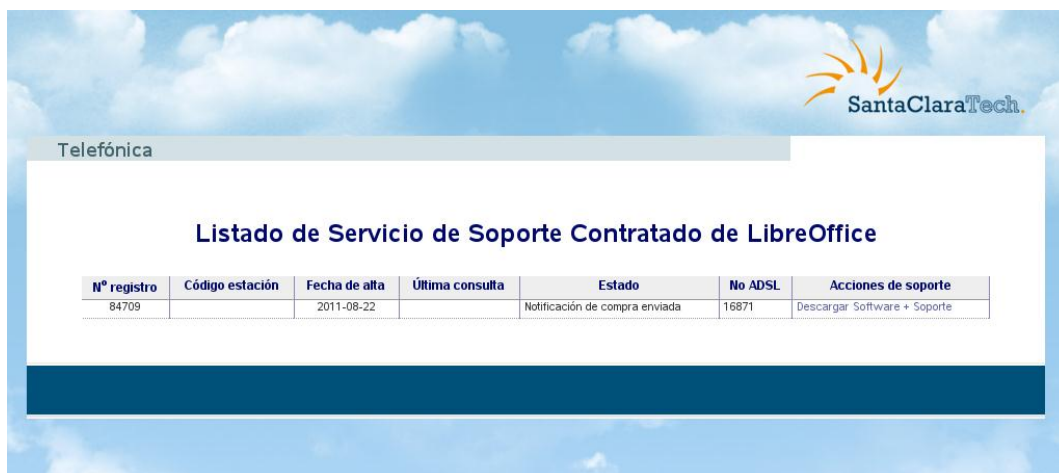 SantaClaraTech.
Telefónica
Listado de Servicio de Soporte Contratado de LibreOffice
Nº registro Código estación Fecha de alta Última consulta Estado No ADSL Acciones de soporte
84709 2011-08-22 Notificación de compra enviada 16871 Descargar Software + Soporte